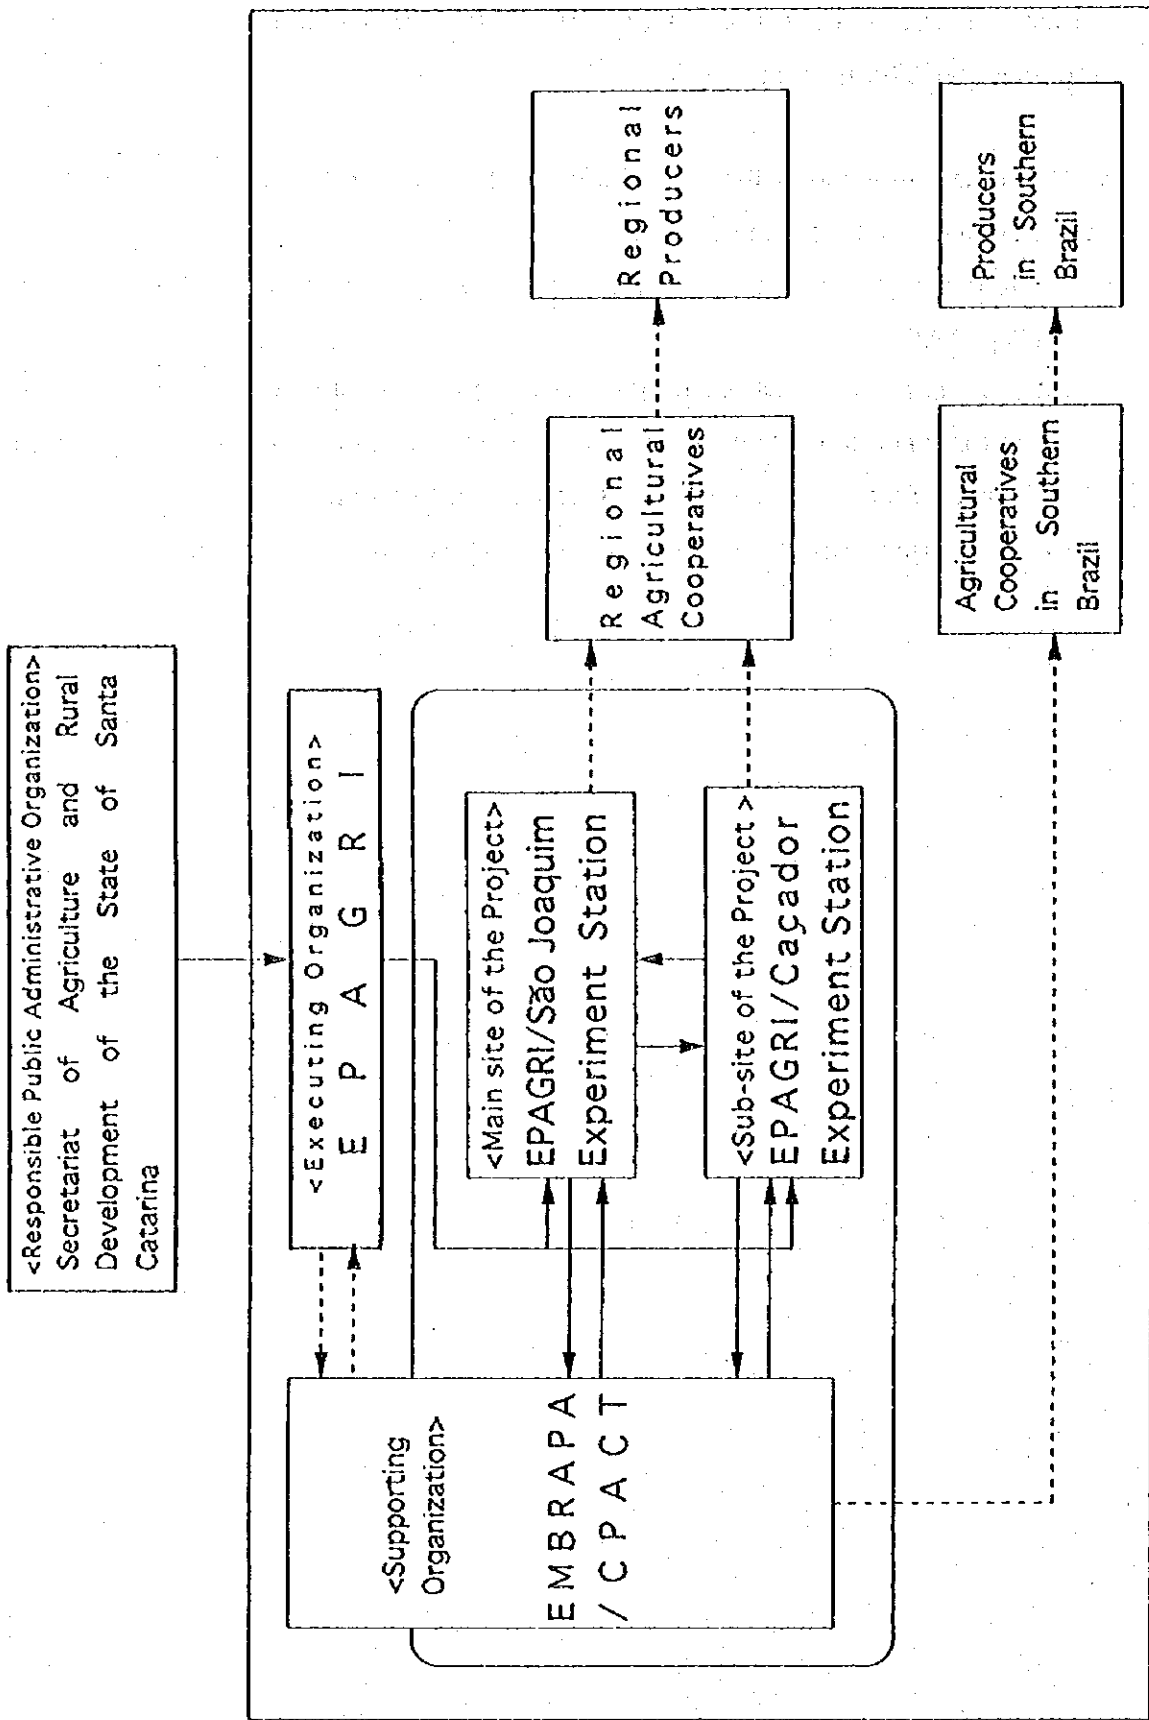 <Responsible Public Administrative Organization>
Secretariat of Agriculture and Rural
Development of the State of Santa
Catarina
<Executing Organization>
E P A G R I
<Supporting
Organization>
EMBRAPA
/CPACT
<Main site of the Project>
EPAGRI/São Joaquim
Experiment Station
<Sub-site of the Project>
EPAGRI/Caçador
Experiment Station
Regional
Agricultural
Cooperatives
Regional
Producers
Agricultural
Cooperatives
in Southern
Brazil
Producers
in Southern
Brazil